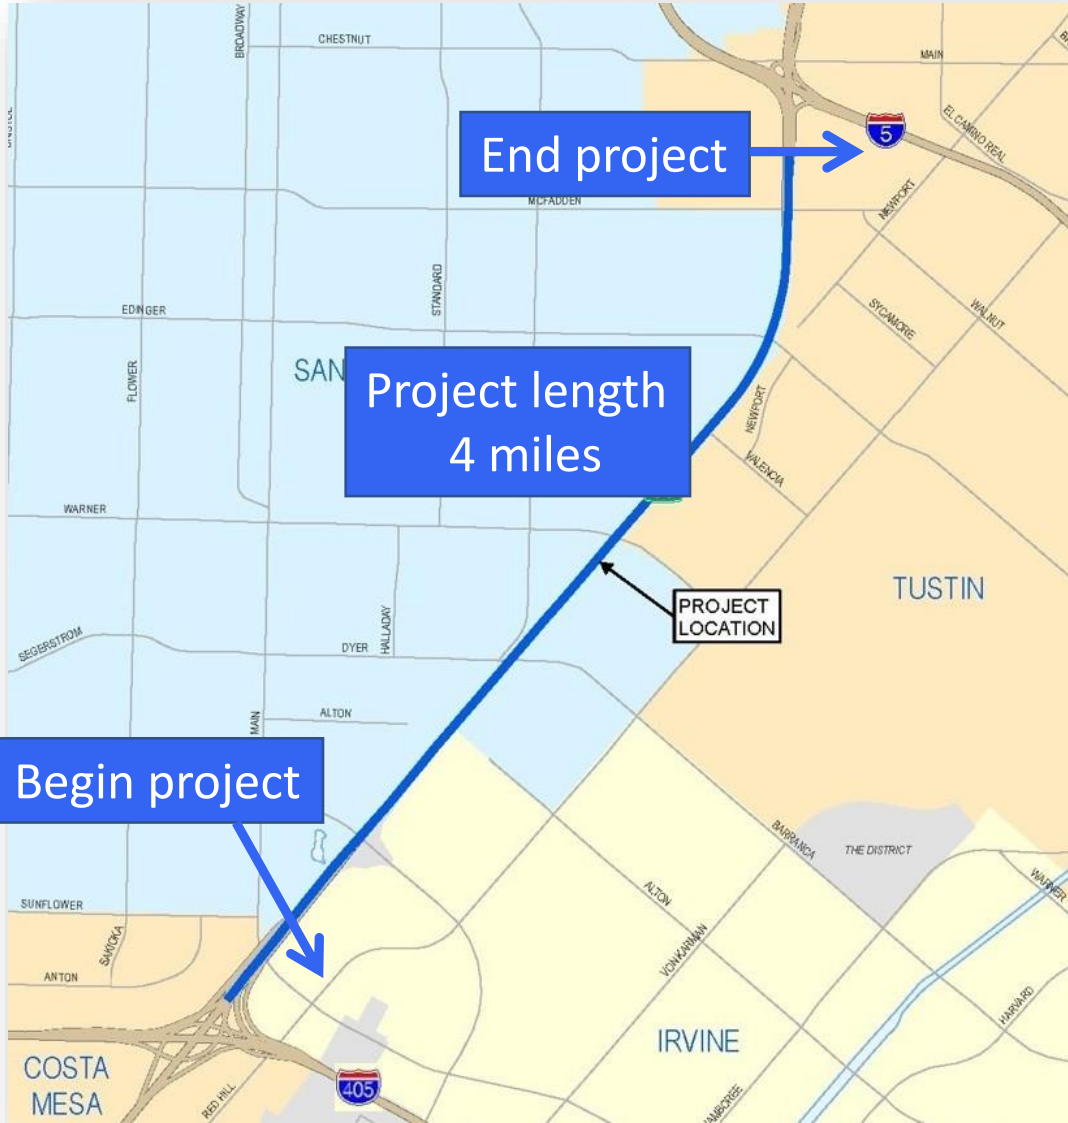 CHESTNUT
BROADWAY
MAIN
EL CAMINO REAL
5
End project
MCFADDEN
NEWPORT
STANDARD
EDINGER
SYCAMORE
WALNUT
FLOWER
SAN
Project length
4 miles
NEWPORT
VALENCIA
WARNER
TUSTIN
PROJECT
LOCATION
HALLADAY
SEGERSTROM
DYER
MAIN
ALTON
Begin project
BARRANCA
THE DISTRICT
WARNER
ALTON
SUNFLOWER
SAKIOKA
VON KARMAN
ANTON
HARVARD
IRVINE
COSTA
MESA
RED HILL
405